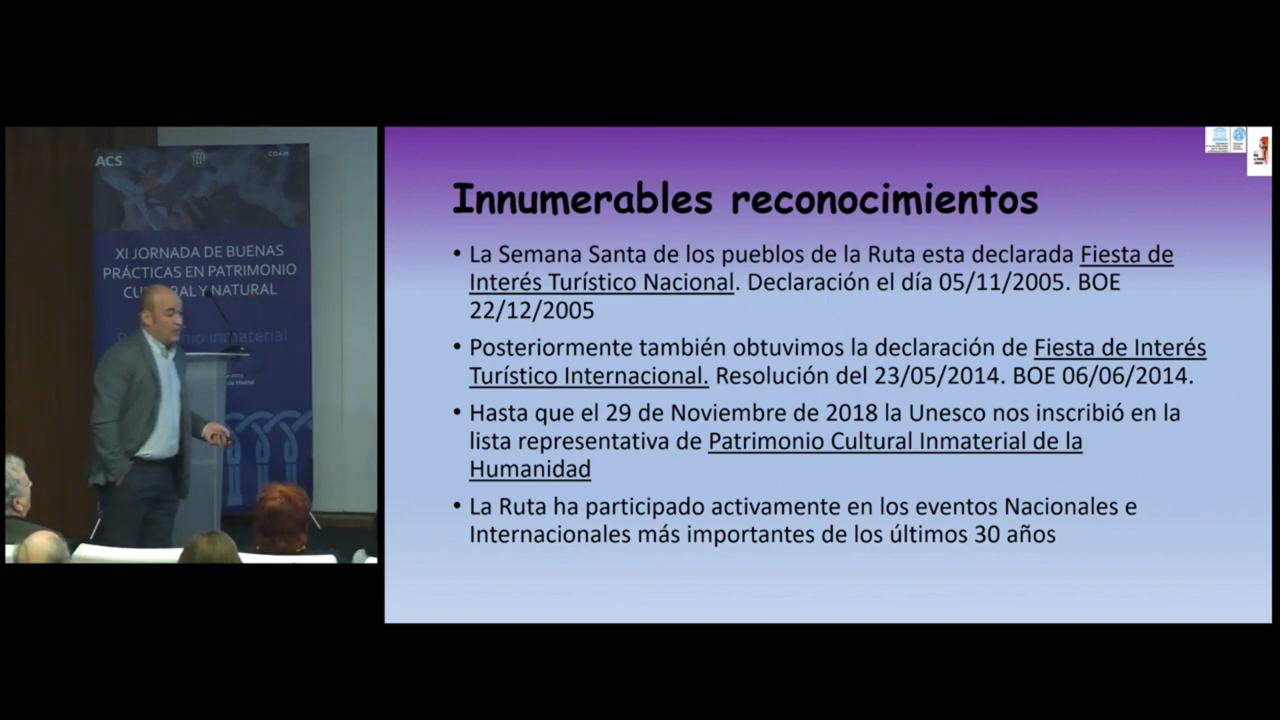 ACS
COAM
XI JORNADA DE BUENAS
PRÁCTICAS EN PATRIMONIO
Y NATURAL
inmaterial
Innumerables reconocimientos
• La Semana Santa de los pueblos de la Ruta esta declarada Fiesta de
Interés Turístico Nacional. Declaración el día 05/11/2005. BOE
22/12/2005
• Posteriormente también obtuvimos la declaración de Fiesta de Interés
Turístico Internacional. Resolución del 23/05/2014. BOE 06/06/2014.
• Hasta que el 29 de Noviembre de 2018 la Unesco nos inscribió en la
lista representativa de Patrimonio Cultural Inmaterial de la
Humanidad
• La Ruta ha participado activamente en los eventos Nacionales e
Internacionales más importantes de los últimos 30 años